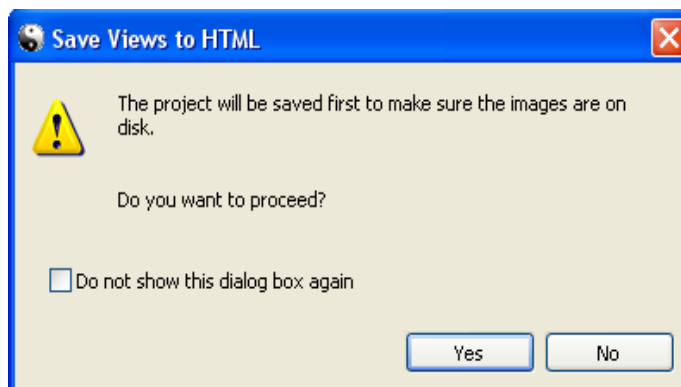 Save Views to HTML
The project will be saved first to make sure the images are on
disk.
Do you want to proceed?
Do not show this dialog box again
Yes
No